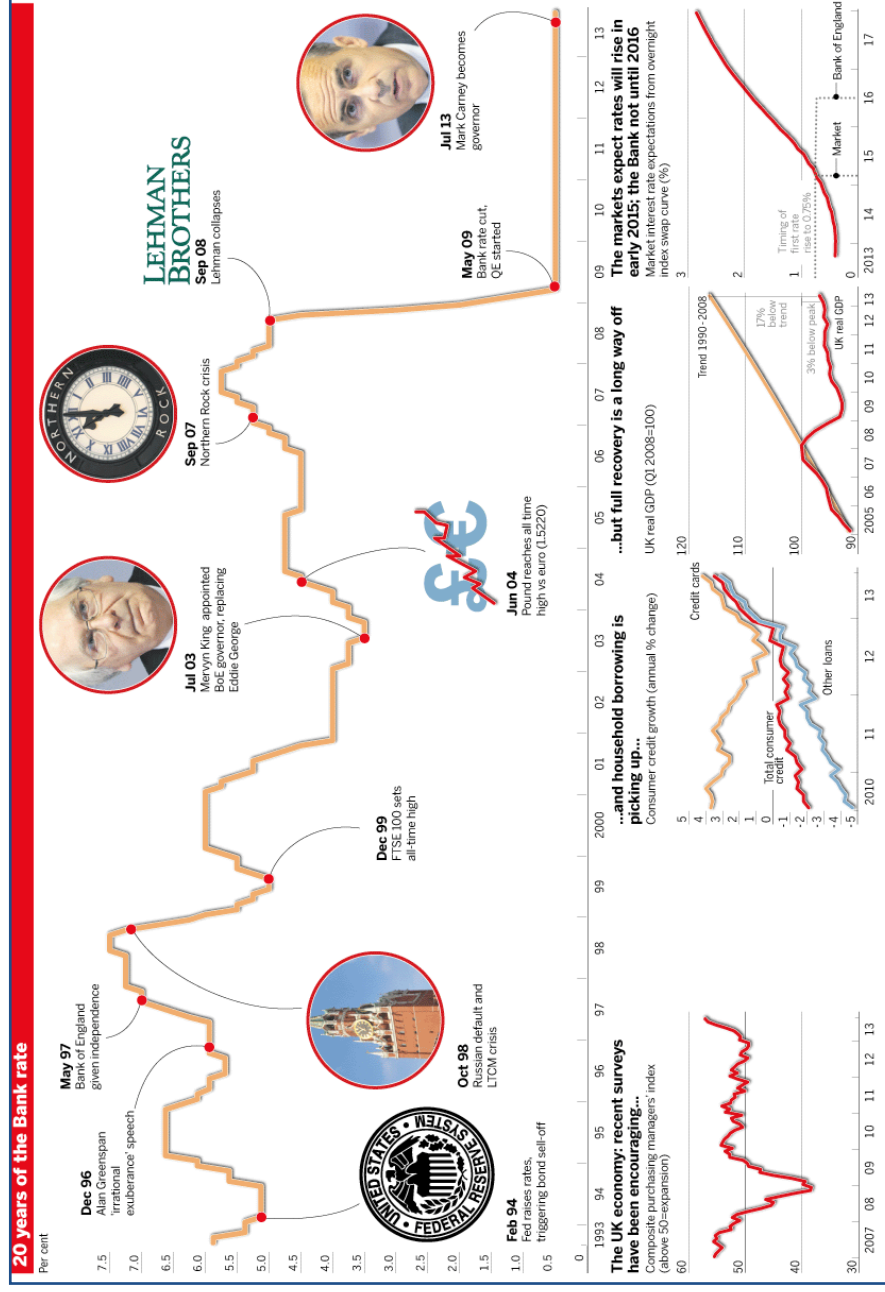 20 years of the Bank rate
Per cent
7.5
7.0
6.5
6.0
5.5
5.0
4.5
4.0
3.5
3.0
2.5
2.0
1.5
1.0
0.5
0
1993
94
95
96
97
98
99
2000
01
02
03
04
05
06
07
08
09
10
11
12
13
Feb 94
Fed raises rates,
triggering bond sell-off
UNITED STATES • FEDERAL RESERVE SYSTEM •
Dec 96
Alan Greenspan
'irrational
exuberance' speech
May 97
Bank of England
given independence
Oct 98
Russian default and
LTCM crisis
Dec 99
FTSE 100 sets
all-time high
Jul 03
Mervyn King appointed
BoE governor, replacing
Eddie George
£€
Jun 04
Pound reaches all time
high vs euro (1.5220)
NORTHERN
ROCK
Sep 07
Northern Rock crisis
LEHMAN
BROTHERS
Sep 08
Lehman collapses
May 09
Bank rate cut,
QE started
Jul 13
Mark Carney becomes
governor
The UK economy: recent surveys
have been encouraging...
Composite purchasing managers' index
(above 50=expansion)
60
50
40
30
2007
08
09
10
11
12
13
...and household borrowing is
picking up...
Consumer credit growth (annual % change)
5
4
3
2
1
0
-1
-2
-3
-4
-5
Credit cards
Total consumer
credit
Other loans
2010
11
12
13
...but full recovery is a long way off
UK real GDP (Q1 2008=100)
120
110
100
90
Trend 1990-2008
17%
below
trend
3% below peak
UK real GDP
2005
06
07
08
09
10
11
12
13
The markets expect rates will rise in
early 2015; the Bank not until 2016
Market interest rate expectations from overnight
index swap curve (%)
3
2
1
0
Timing of
first rate
rise to 0.75%
Market
Bank of England
2013
14
15
16
17